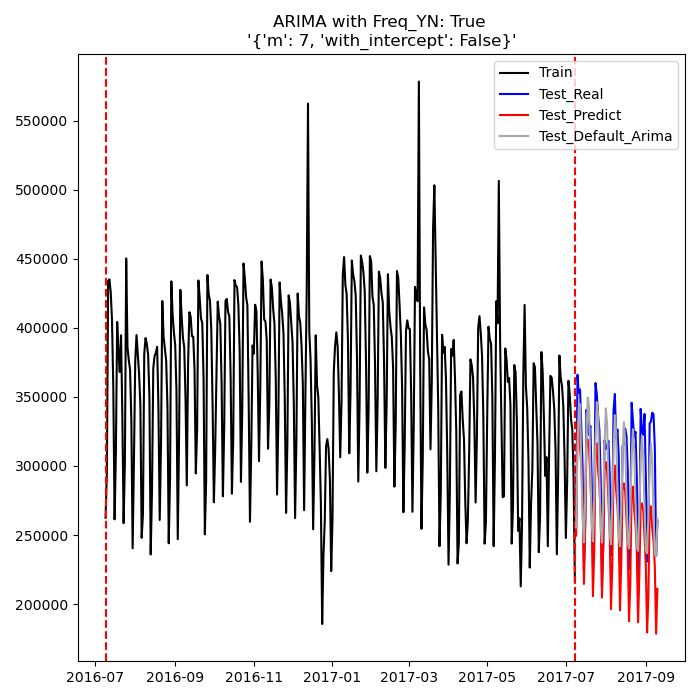 ARIMA with Freq_YN: True
'{'m': 7, 'with_intercept': False}'
Train
Test_Real
Test_Predict
Test_Default_Arima
550000
500000
450000
400000
350000
300000
250000
200000
2016-07 2016-09 2016-11 2017-01 2017-03 2017-05 2017-07 2017-09